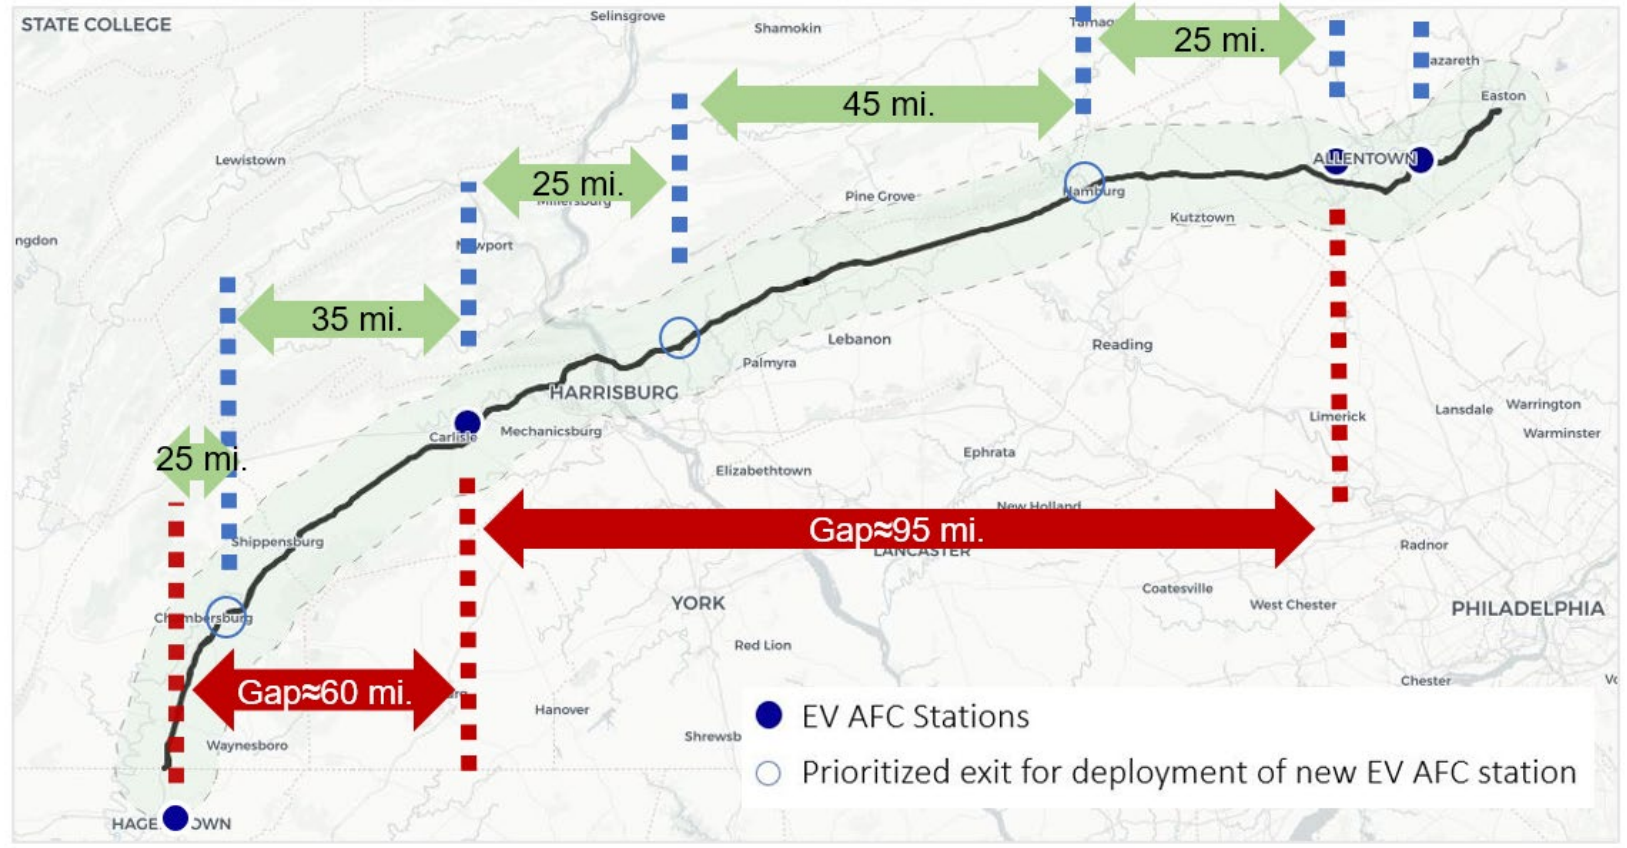 STATE COLLEGE
Selinsgrove
Shamokin
25 mi.
azareth
Easton
45 mi.
Lewistown
25 mi.
ALLENTOWN
Pine Grove
Hamburg
Kutztown
ngdon
35 mi.
Lebanon
Reading
Palmyra
HARRISBURG
Limerick
Lansdale
Warrington
Carlisle
Mechanicsburg
Warminster
25 mi.
Elizabethtown
Ephrata
New Holland
Gap≈95 mi.
LANCASTER
Shippensburg
Radnor
Coatesville
West Chester
YORK
PHILADELPHIA
Red Lion
Chester
Gap≈60 mi.
Hanover
Shrewsb
EV AFC Stations
Waynesboro
Prioritized exit for deployment of new EV AFC station